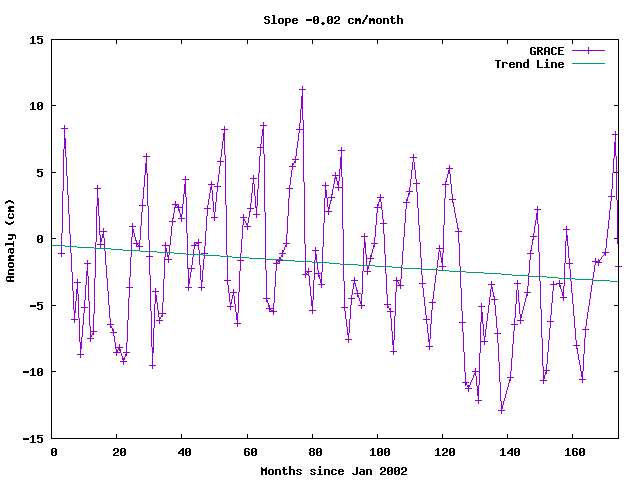 Slope -0.02 cm/month
GRACE
Trend Line
15
10
5
0
-5
-10
-15
Anomaly (cm)
0 20 40 60 80 100 120 140 160
Months since Jan 2002